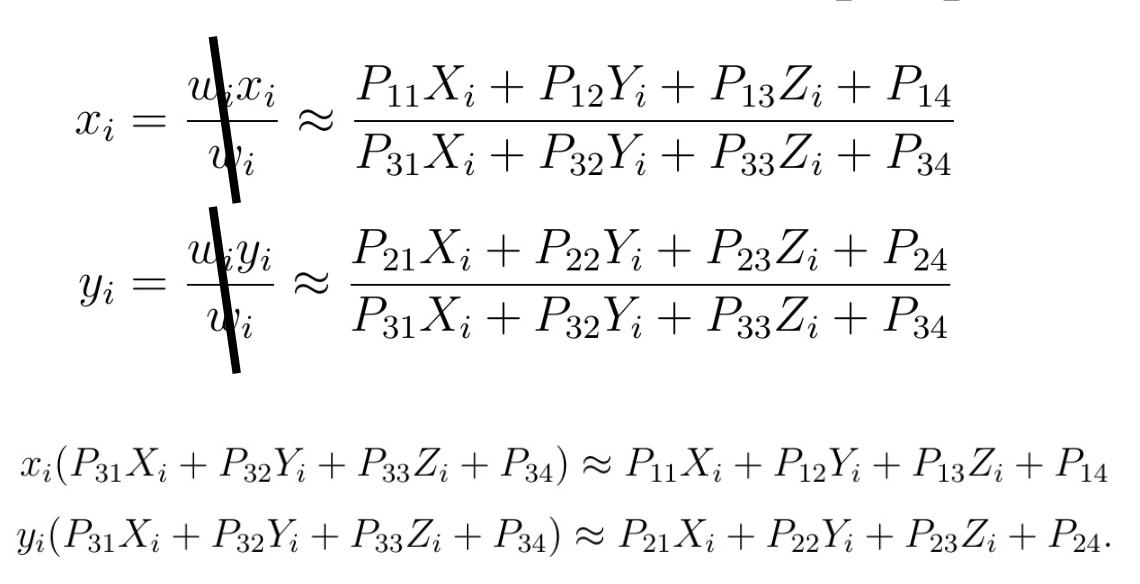 x_i = \frac{w_i x_i}{w_i} ≈ \frac{P_{11}X_i + P_{12}Y_i + P_{13}Z_i + P_{14}}{P_{31}X_i + P_{32}Y_i + P_{33}Z_i + P_{34}}
y_i = \frac{w_i y_i}{w_i} ≈ \frac{P_{21}X_i + P_{22}Y_i + P_{23}Z_i + P_{24}}{P_{31}X_i + P_{32}Y_i + P_{33}Z_i + P_{34}}
x_i(P_{31}X_i + P_{32}Y_i + P_{33}Z_i + P_{34}) ≈ P_{11}X_i + P_{12}Y_i + P_{13}Z_i + P_{14}
y_i(P_{31}X_i + P_{32}Y_i + P_{33}Z_i + P_{34}) ≈ P_{21}X_i + P_{22}Y_i + P_{23}Z_i + P_{24}.